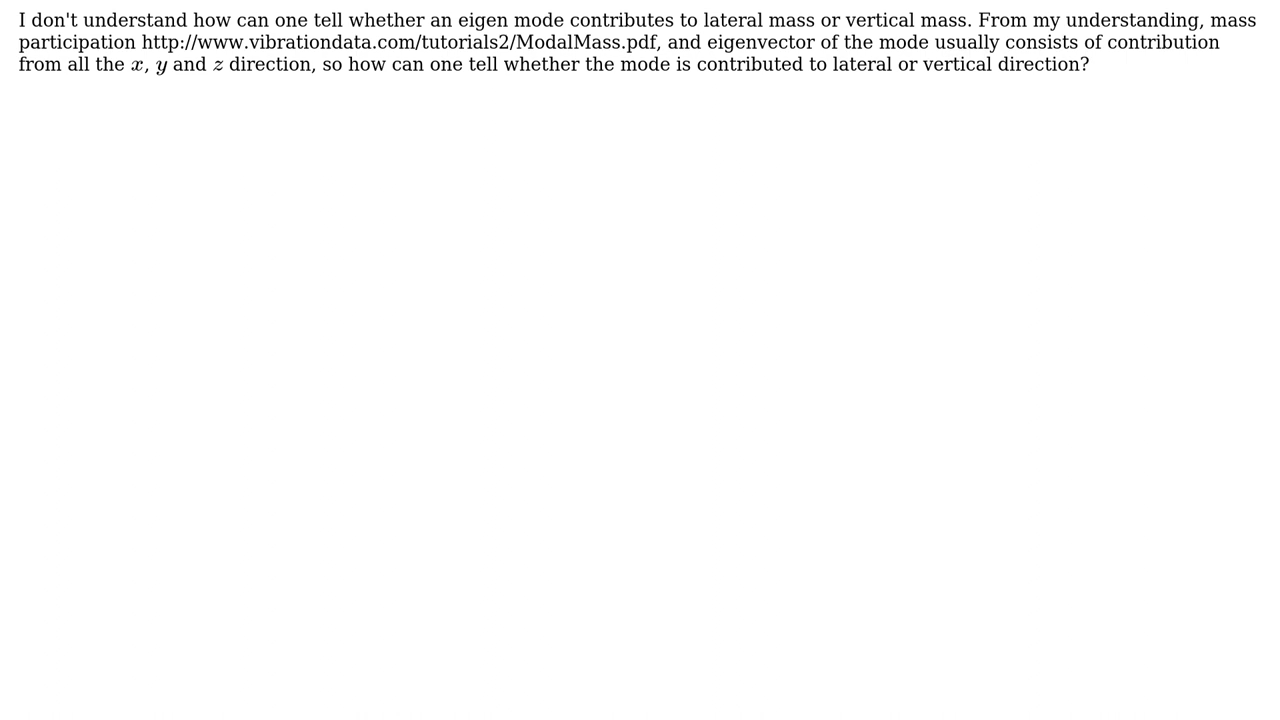 I don't understand how can one tell whether an eigen mode contributes to lateral mass or vertical mass. From my understanding, mass
participation http://www.vibrationdata.com/tutorials2/ModalMass.pdf, and eigenvector of the mode usually consists of contribution
from all the x, y and z direction, so how can one tell whether the mode is contributed to lateral or vertical direction?